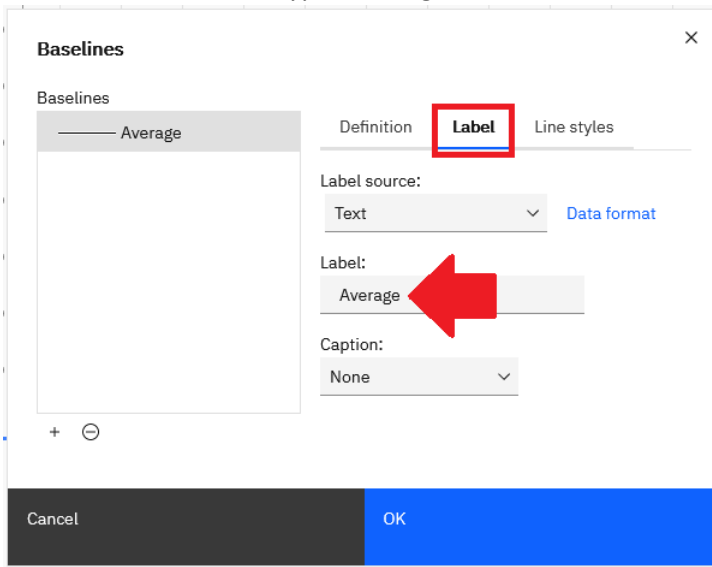 Baselines
Baselines
Average
Definition Label Line styles
Label source:
Text Data format
Label:
Average
Caption:
None
Cancel OK